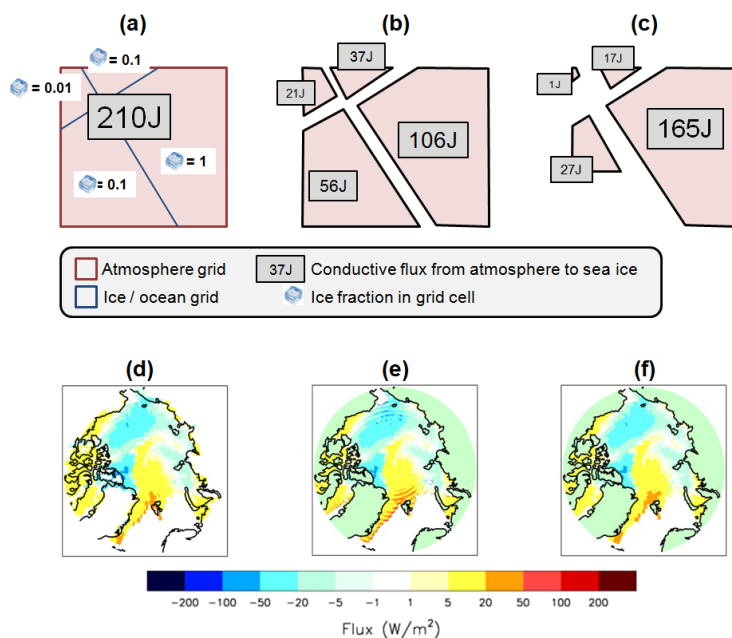 (a) (b) (c)
= 0.1
= 0.01
210J
= 1
= 0.1
37J
21J
106J
56J
17J
1J
165J
27J
Atmosphere grid
37J Conductive flux from atmosphere to sea ice
Ice / ocean grid
Ice fraction in grid cell
(d) (e) (f)
-200 -100 -50 -20 -5 -1 1 5 20 50 100 200
Flux (W/m²)